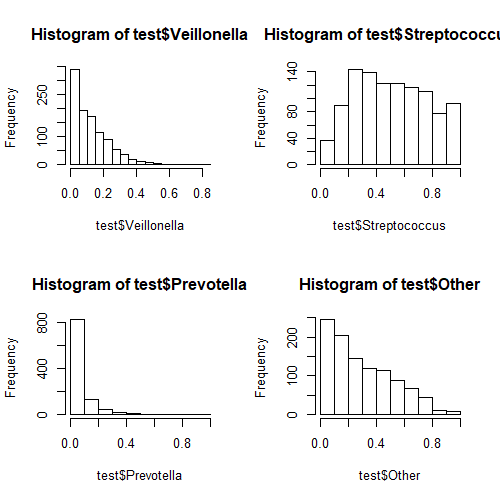 Histogram of test$Veillonella
Frequency
0 100 250
0.0 0.2 0.4 0.6 0.8
test$Veillonella
Histogram of test$Streptococcus
Frequency
0 40 80 140
0.0 0.4 0.8
test$Streptococcus
Histogram of test$Prevotella
Frequency
0 400 800
0.0 0.4 0.8
test$Prevotella
Histogram of test$Other
Frequency
0 100 200
0.0 0.4 0.8
test$Other